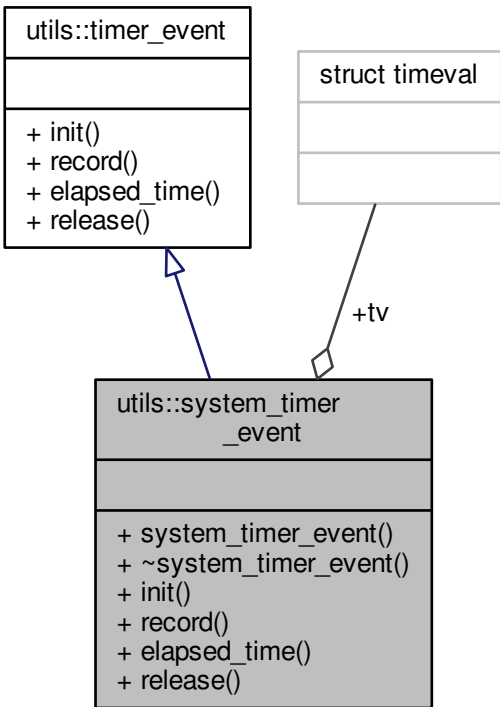 utils::timer_event
+ init()
+ record()
+ elapsed_time()
+ release()
struct timeval
+tv
utils::system_timer
_event
+ system_timer_event()
+ ~system_timer_event()
+ init()
+ record()
+ elapsed_time()
+ release()